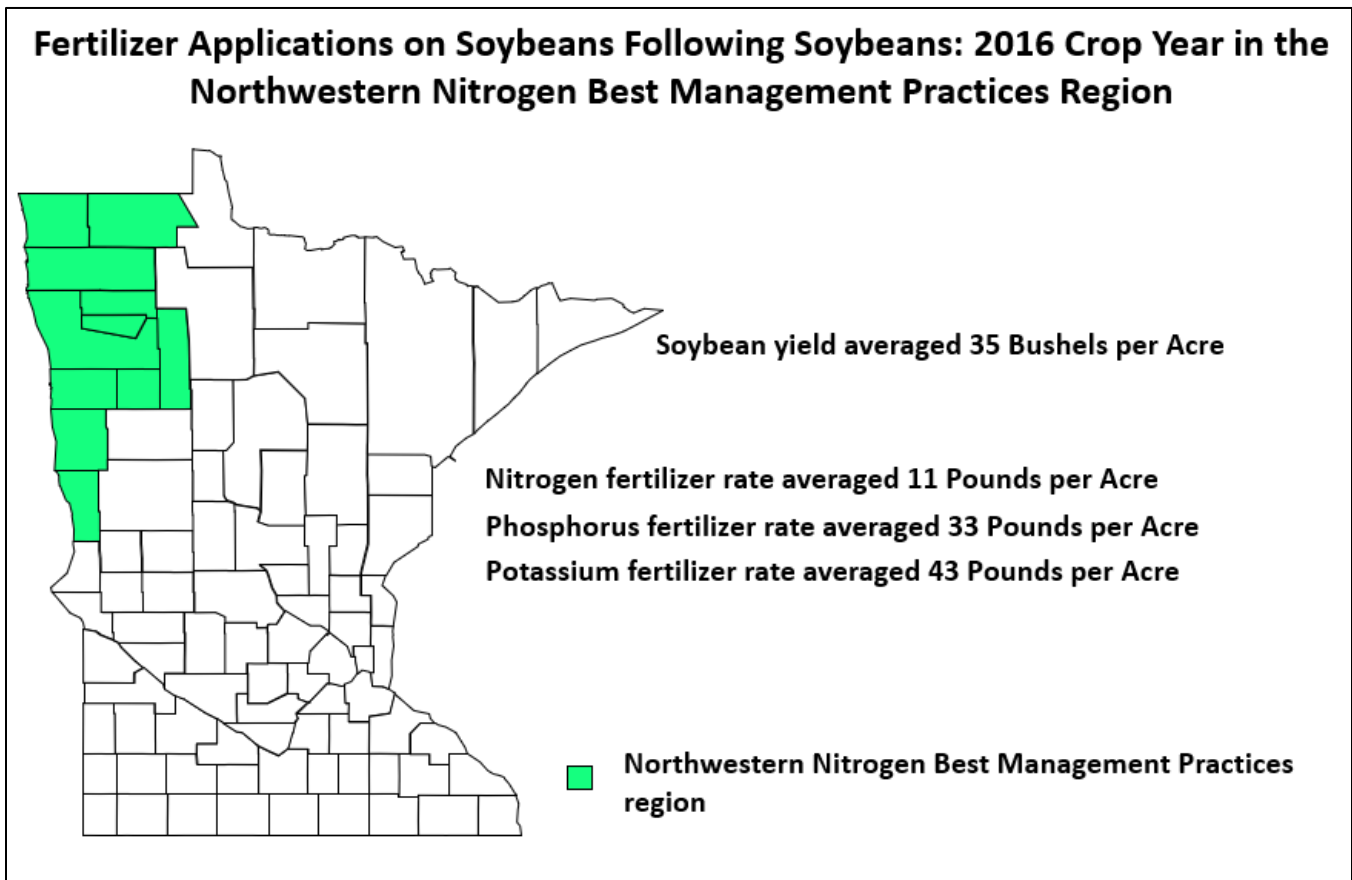 Fertilizer Applications on Soybeans Following Soybeans: 2016 Crop Year in the
Northwestern Nitrogen Best Management Practices Region
Soybean yield averaged 35 Bushels per Acre
Nitrogen fertilizer rate averaged 11 Pounds per Acre
Phosphorus fertilizer rate averaged 33 Pounds per Acre
Potassium fertilizer rate averaged 43 Pounds per Acre
Northwestern Nitrogen Best Management Practices
region